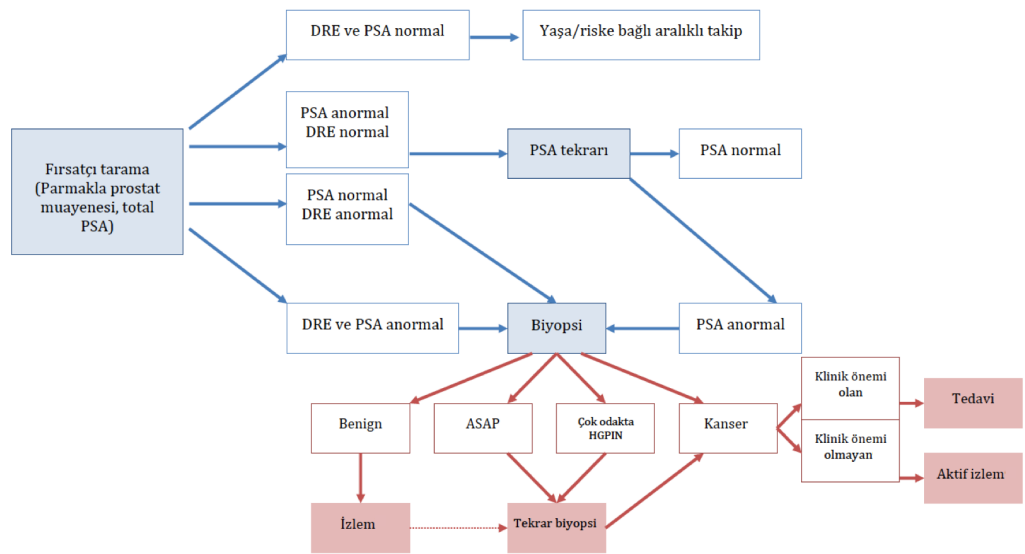 DRE ve PSA normal
Yaşa/riske bağlı aralıklı takip
PSA anormal
DRE normal
PSA tekrarı
PSA normal
Fırsatçı tarama
(Parmakla prostat
muayenesi, total
PSA)
PSA normal
DRE anormal
DRE ve PSA anormal
Biyopsi
PSA anormal
Klinik önemi
olan
Tedavi
Benign
ASAP
Çok odakta
HGPIN
Kanser
Klinik önemi
olmayan
Aktif izlem
İzlem
Tekrar biyopsi